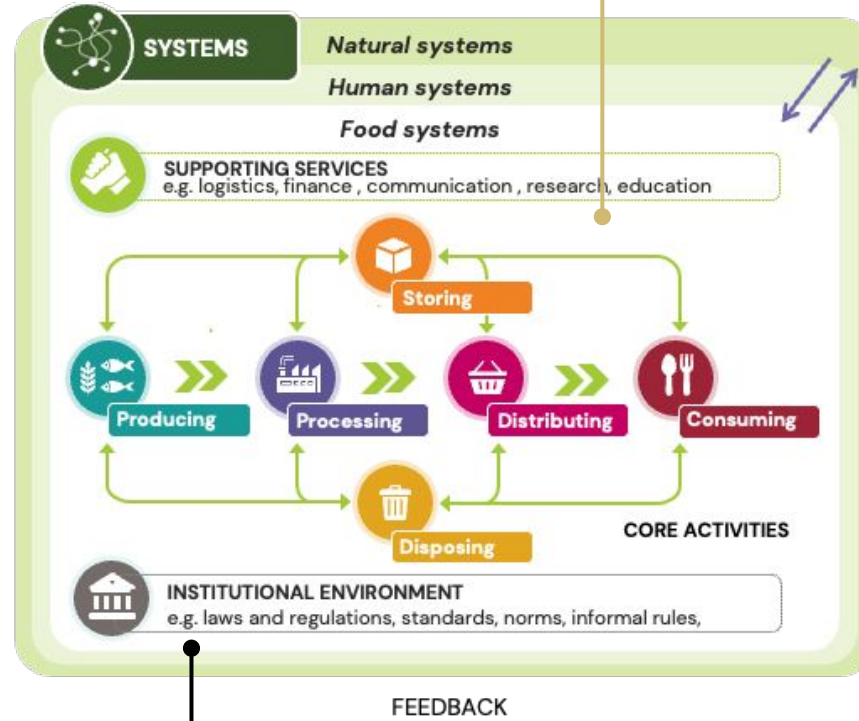 SYSTEMS
Natural systems
Human systems
Food systems
SUPPORTING SERVICES
e.g. logistics, finance , communication , research, education
Storing
Producing
Processing
Distributing
Consuming
Disposing
CORE ACTIVITIES
INSTITUTIONAL ENVIRONMENT
e.g. laws and regulations, standards, norms, informal rules,
FEEDBACK